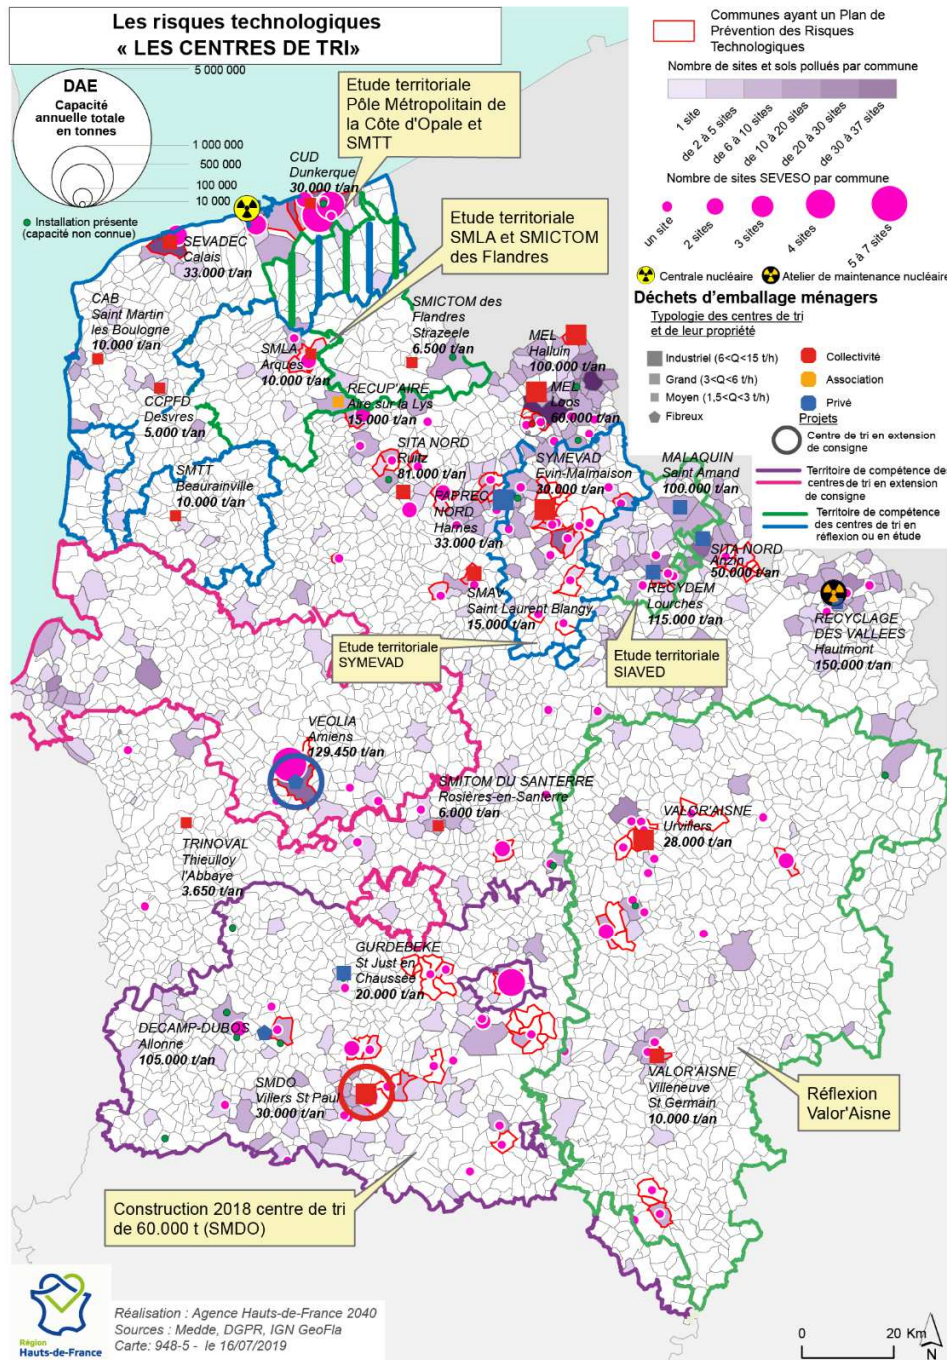 Les risques technologiques
« LES CENTRES DE TRI»
Communes ayant un Plan de
Prévention des Risques
Technologiques
Nombre de sites et sols pollués par commune
1 site
de 2 à 5 sites
de 6 à 10 sites
de 10 à 20 sites
de 20 à 30 sites
de 30 à 37 sites
Nombre de sites SEVESO par commune
un site
2 sites
3 sites
4 sites
5 à 7 sites
Centrale nucléaire
Atelier de maintenance nucléaire
Déchets d'emballage ménagers
Typologie des centres de tri
et de leur propriété
Industriel (6<Q<15 t/h)
Grand (3<Q<6 t/h)
Moyen (1,5<Q<3 t/h)
Fibreux
Collectivité
Association
Privé
Projets
Centre de tri en extension
de consigne
Territoire de compétence des
centres de tri en extension
de consigne
Territoire de compétence
des centres de tri en
réflexion ou en étude
DAE
Capacité
annuelle totale
en tonnes
5 000 000
1 000 000
500 000
100 000
10 000
Installation présente
(capacité non connue)
Etude territoriale
Pôle Métropolitain de
la Côte d'Opale et
SMTT
CUD
Dunkerque
30.000 t/an
Etude territoriale
SMLA et SMICTOM
des Flandres
SEVADEC
Calais
33.000 t/an
CAB
Saint Martin
les Boulogne
10.000 t/an
SMICTOM des
Flandres
Strazeele
6.500 t/an
SMLA
Arques
10.000 t/an
MEL
Halluin
100.000 t/an
CCPFD
Desvres
5.000 t/an
RECUP'AIRE
Aire sur la Lys
15.000 t/an
MEL
Loos
60.000 t/an
SITA NORD
Ruitz
81.000 t/an
SYMEVAD
Evin-Malmaison
30.000 t/an
MALAQUIN
Saint Amand
100.000 t/an
SMTT
Beaurainville
10.000 t/an
PAPREC
NORD
Harnes
33.000 t/an
SITA NORD
Anzin
50.000 t/an
SMAV
Saint Laurent Blangy
15.000 t/an
RECYDEM
Lourches
115.000 t/an
RECYCLAGE
DES VALLEES
Hautmont
150.000 t/an
Etude territoriale
SYMEVAD
Etude territoriale
SIAVED
VEOLIA
Amiens
129.450 t/an
SMITOM DU SANTERRE
Rosières-en-Santerre
6.000 t/an
VALOR'AISNE
Urvillers
28.000 t/an
TRINOVAL
Thieulloy
l'Abbaye
3.650 t/an
GURDEBEKE
St Just en
Chaussée
20.000 t/an
DECAMP-DUBOS
Allonne
105.000 t/an
SMDO
Villers St Paul
30.000 t/an
VALOR'AISNE
Villeneuve
St Germain
10.000 t/an
Réflexion
Valor'Aisne
Construction 2018 centre de tri
de 60.000 t (SMDO)
Région
Hauts-de-France
Réalisation : Agence Hauts-de-France 2040
Sources : Medde, DGPR, IGN GeoFla
Carte: 948-5 - le 16/07/2019
0
20 Km
N